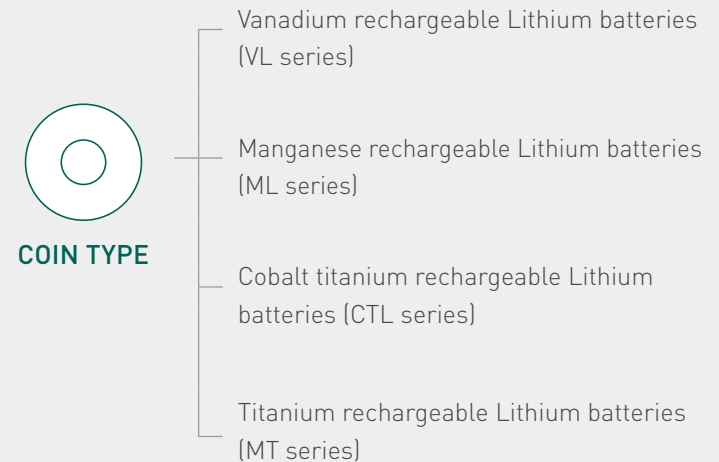 Vanadium rechargeable Lithium batteries
(VL series)
Manganese rechargeable Lithium batteries
(ML series)
COIN TYPE
Cobalt titanium rechargeable Lithium
batteries (CTL series)
Titanium rechargeable Lithium batteries
(MT series)